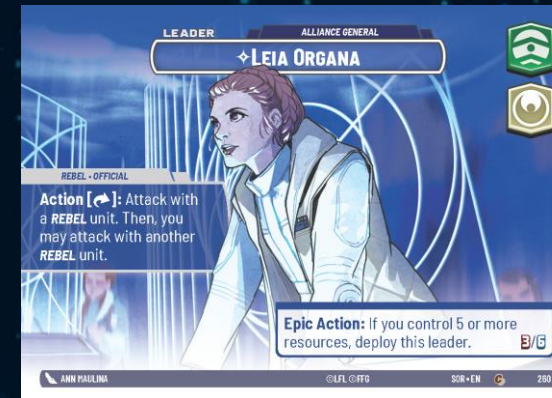 LEADER
ALLIANCE GENERAL
LEIA ORGANA
REBEL • OFFICIAL
Action []: Attack with
a REBEL unit. Then, you
may attack with another
REBEL unit.
Epic Action: If you control 5 or more
resources, deploy this leader.
3/6
ANN MAULINA
©LFL ©FFG
SOR • EN
C
260